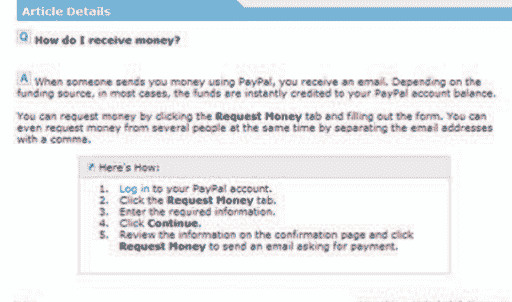 Article Details
Q How do I receive money?
A When someone sends you money using PayPal, you receive an email. Depending on the
funding source, in most cases, the funds are instantly credited to your PayPal account balance.
You can request money by clicking the Request Money tab and filling out the form. You can
even request money from several people at the same time by separating the email addresses
with a comma.
Here's How:
1. Log in to your PayPal account.
2. Click the Request Money tab.
3. Enter the required information.
4. Click Continue.
5. Review the information on the confirmation page and click
Request Money to send an email asking for payment.